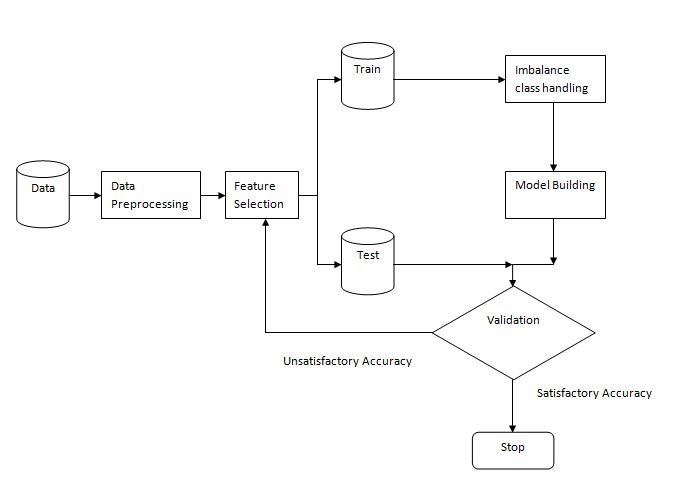 Train
Imbalance
class handling
Data
Data
Preprocessing
Feature
Selection
Model Building
Test
Validation
Unsatisfactory Accuracy
Satisfactory Accuracy
Stop